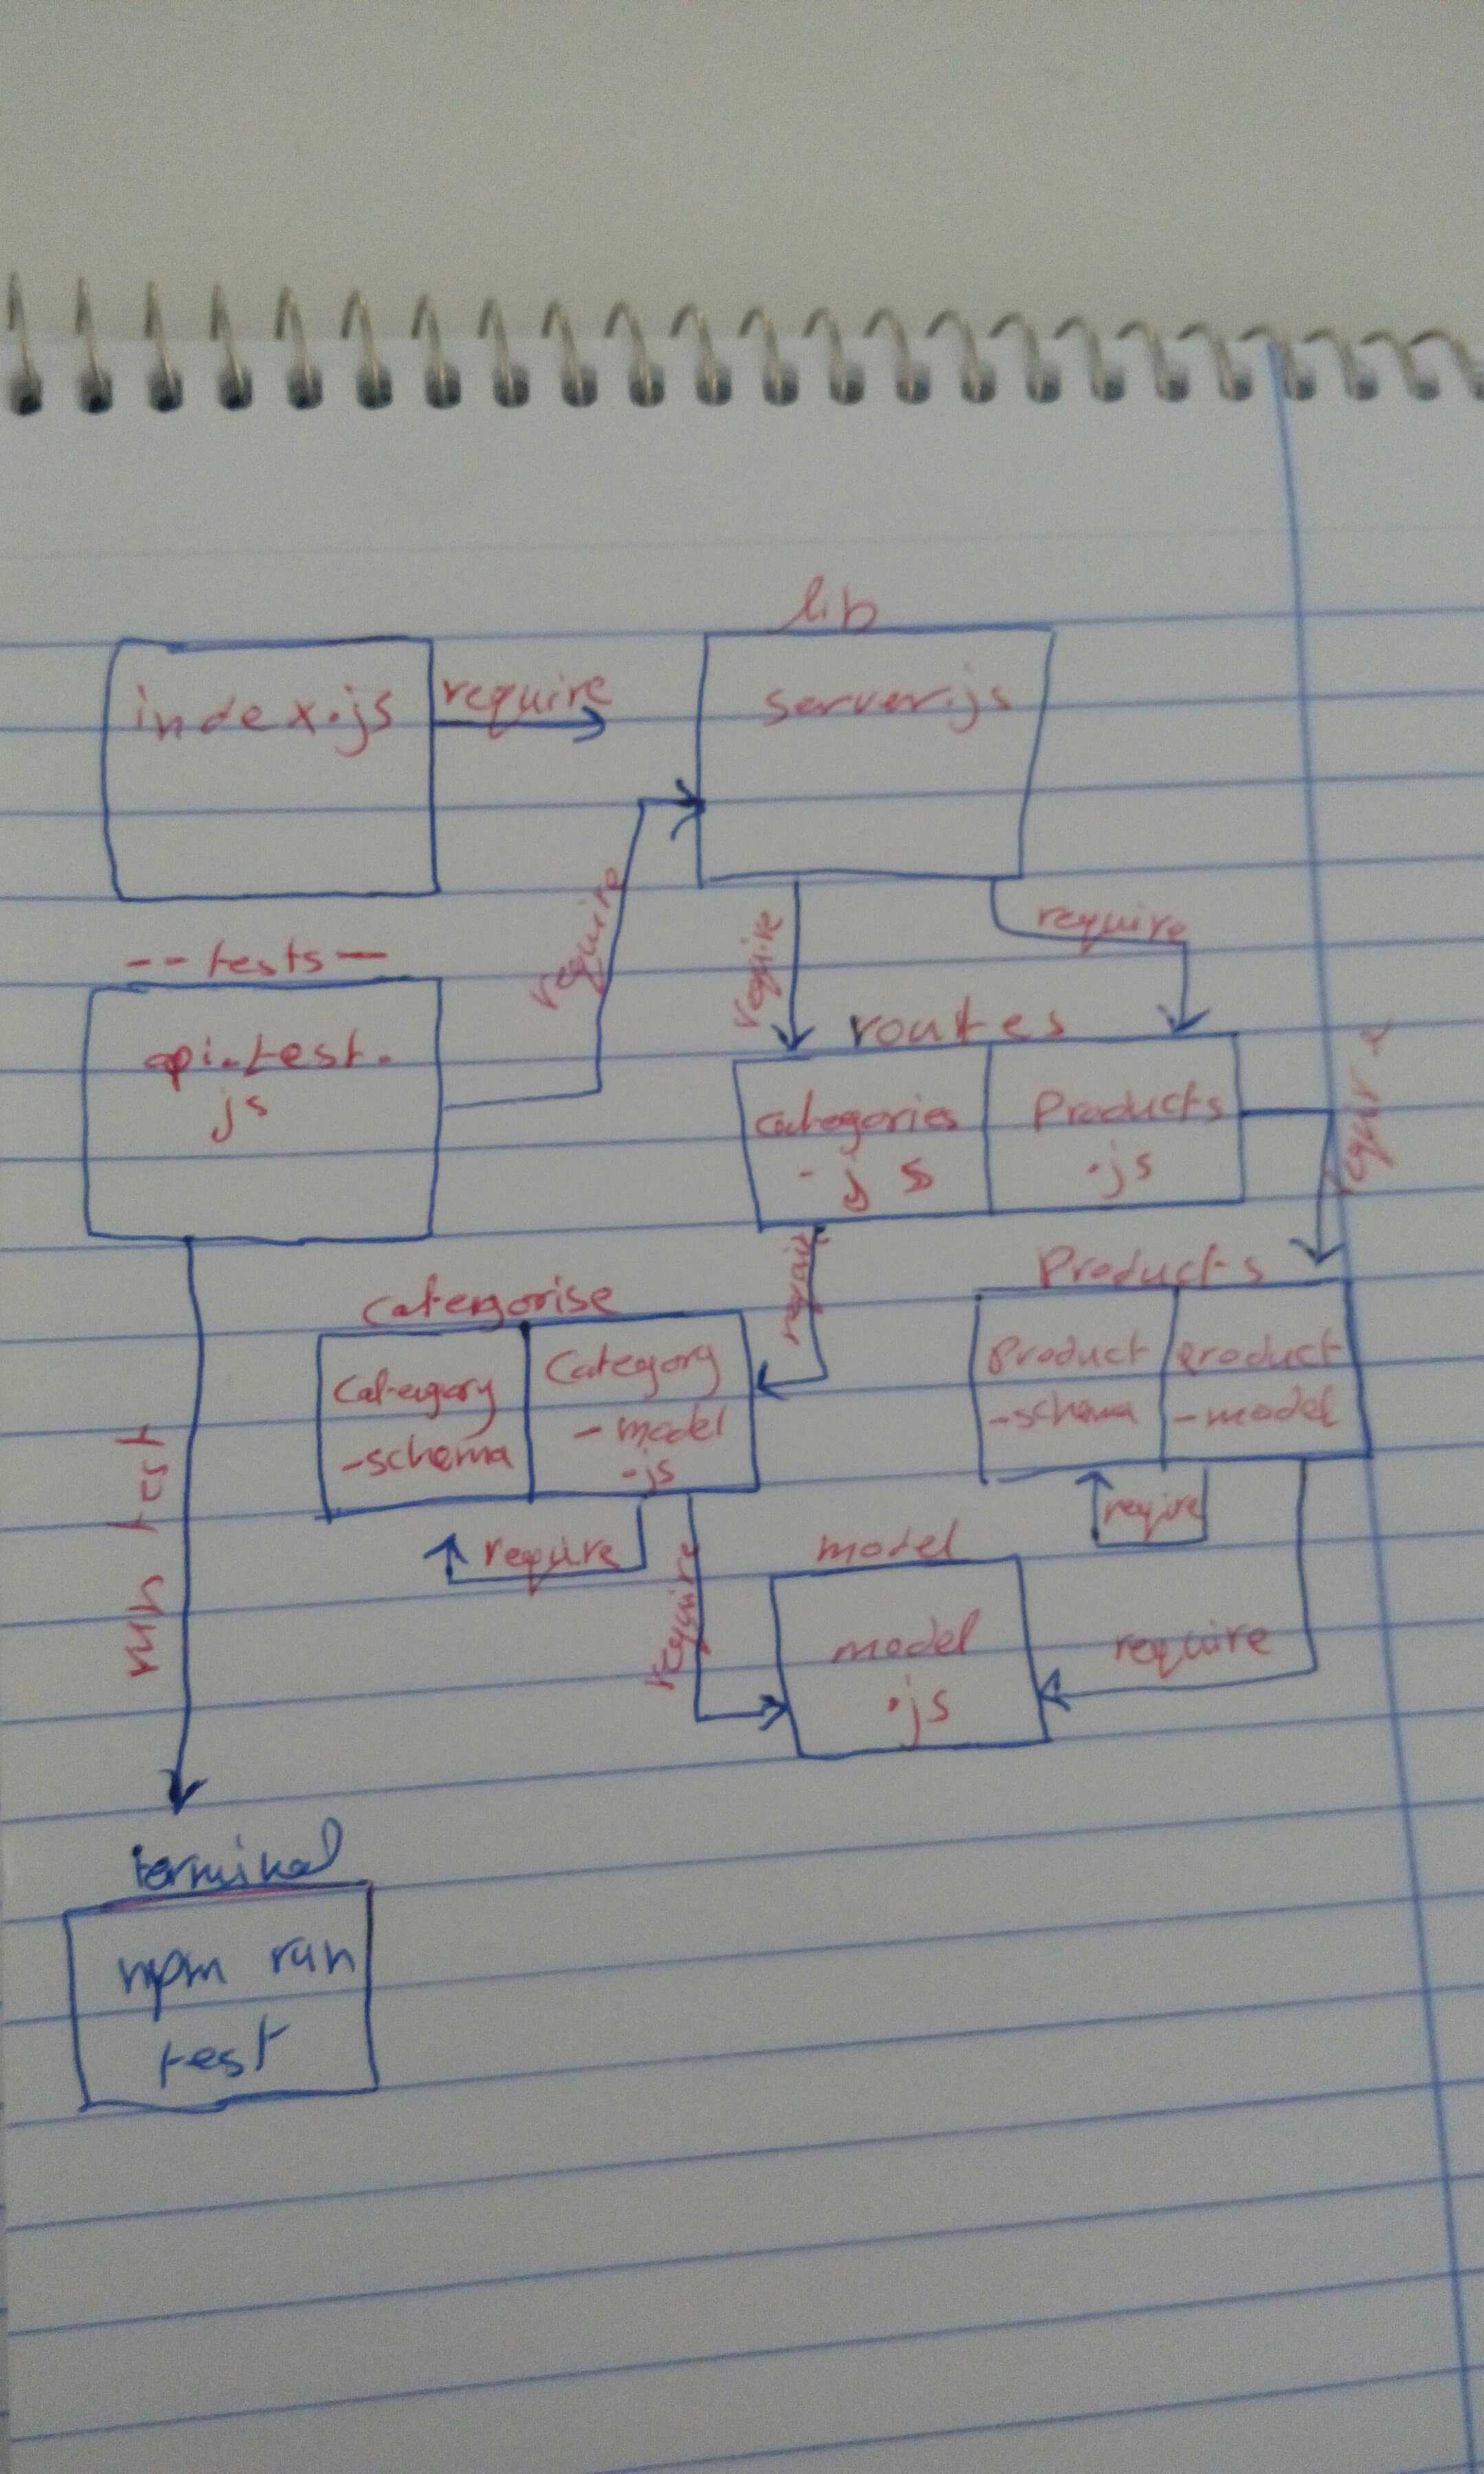 lib
index.js
require
server.js
require
require
require
--tests--
api.test.
js
routes
categories
.js
Products
.js
require
categorise
Category
-schema
Category
-model
.js
Products
Product
-schema
product
-model
require
require
require
require
model
model
.js
run test
terminal
npm run
test